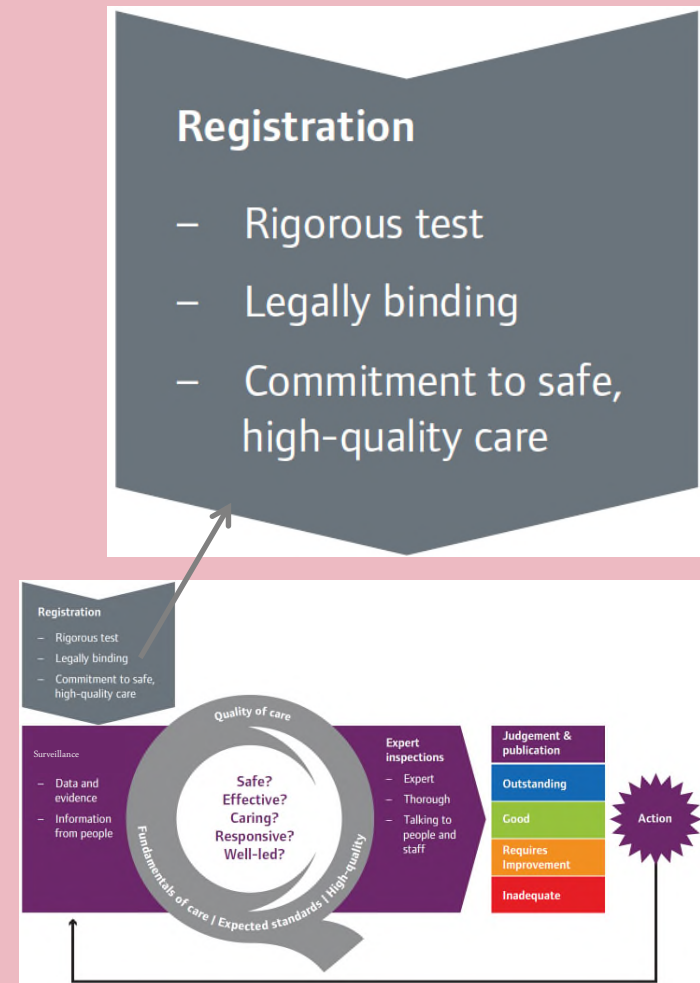 Registration
– Rigorous test
– Legally binding
– Commitment to safe,
high-quality care
Registration
– Rigorous test
– Legally binding
– Commitment to safe,
high-quality care
Surveillance
– Data and
evidence
– Information
from people
Quality of care
Safe?
Effective?
Caring?
Responsive?
Well-led?
Fundamentals of care | Expected standards | High-quality
Expert
inspections
– Expert
– Thorough
– Talking to
people and
staff
Judgement &
publication
Outstanding
Good
Requires
Improvement
Inadequate
Action